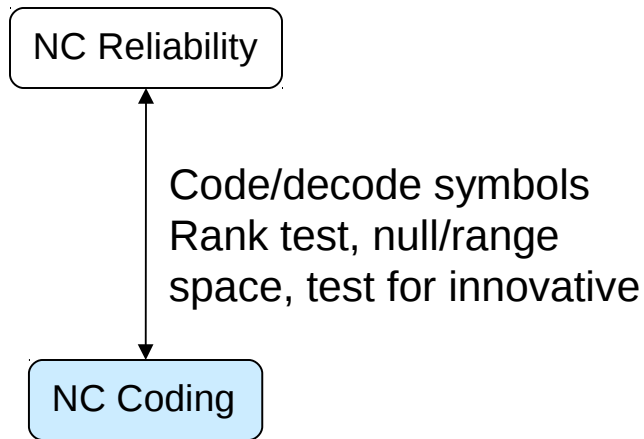 NC Reliability
Code/decode symbols
Rank test, null/range
space, test for innovative
NC Coding